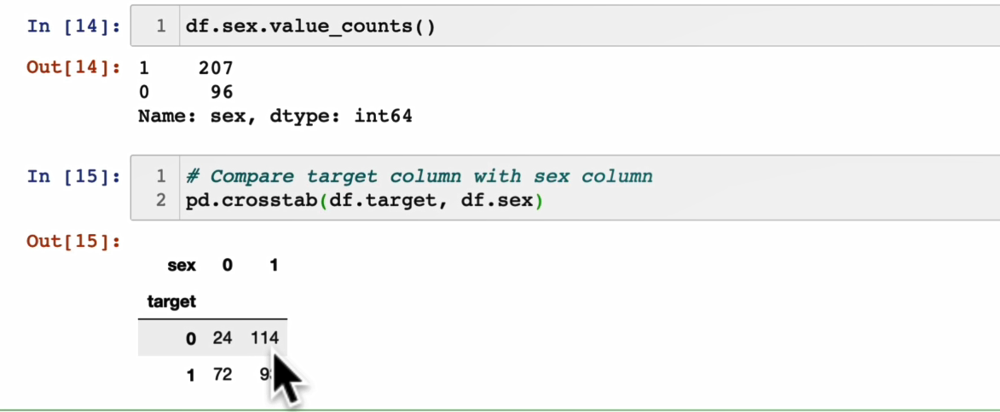 In [14]: 1 df.sex.value_counts()
Out[14]: 1 207
0 96
Name: sex, dtype: int64
In [15]: 1 # Compare target column with sex column
2 pd.crosstab(df.target, df.sex)
Out[15]:
sex 0 1
target
0 24 114
1 72